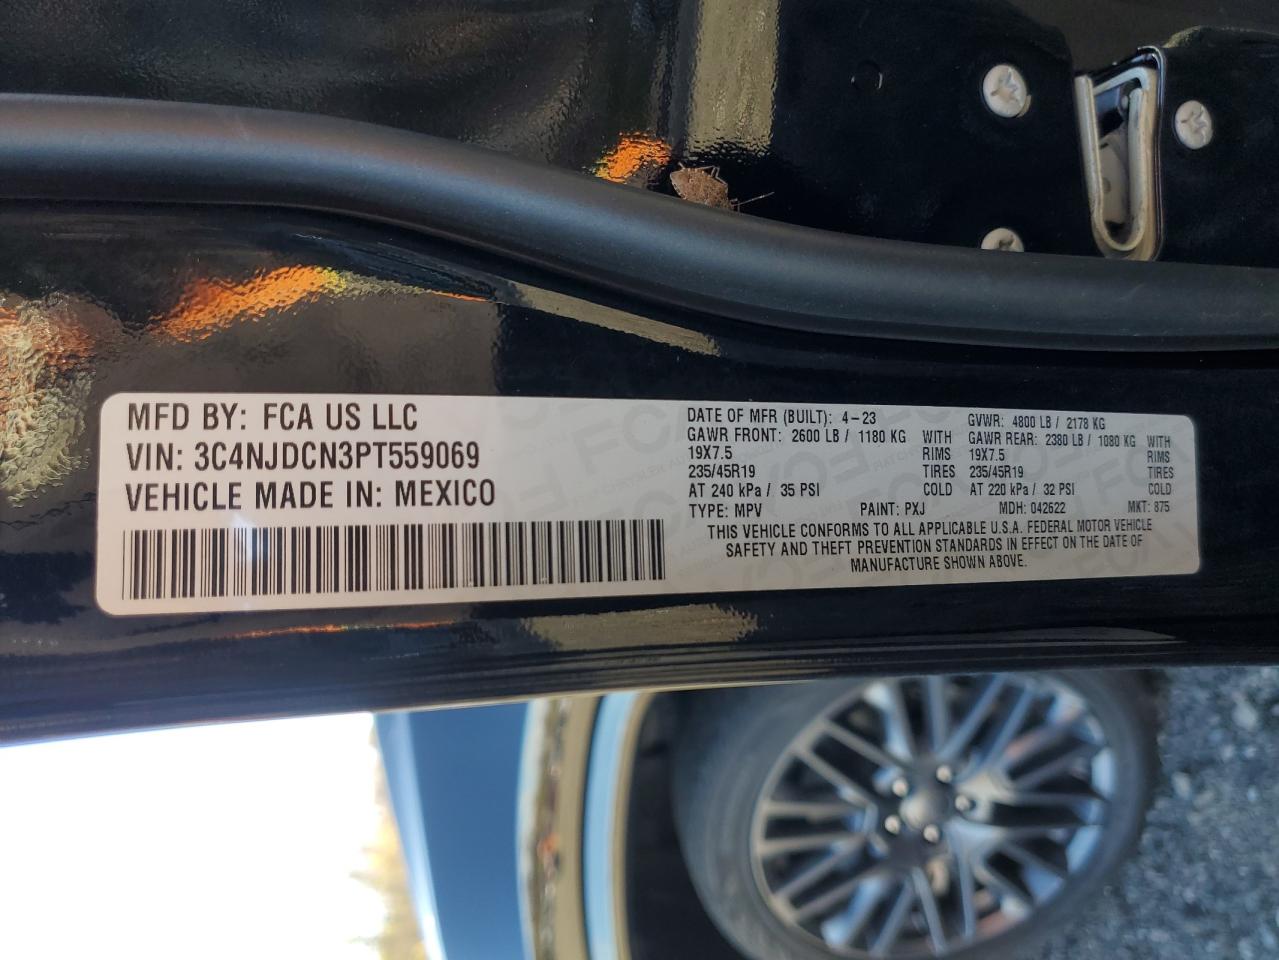 MFD BY: FCA US LLC
VIN: 3C4NJDCN3PT559069
VEHICLE MADE IN: MEXICO
DATE OF MFR (BUILT): 4-23
GAWR FRONT: 2600 LB / 1180 KG WITH
19X7.5 RIMS
235/45R19 TIRES
AT 240 kPa / 35 PSI COLD
GVWR: 4800 LB / 2178 KG
GAWR REAR: 2380 LB / 1080 KG WITH
19X7.5 RIMS
235/45R19 TIRES
AT 220 kPa / 32 PSI COLD
TYPE: MPV PAINT: PXJ MDH: 042622 MKT: 875
THIS VEHICLE CONFORMS TO ALL APPLICABLE U.S.A. FEDERAL MOTOR VEHICLE
SAFETY AND THEFT PREVENTION STANDARDS IN EFFECT ON THE DATE OF
MANUFACTURE SHOWN ABOVE.